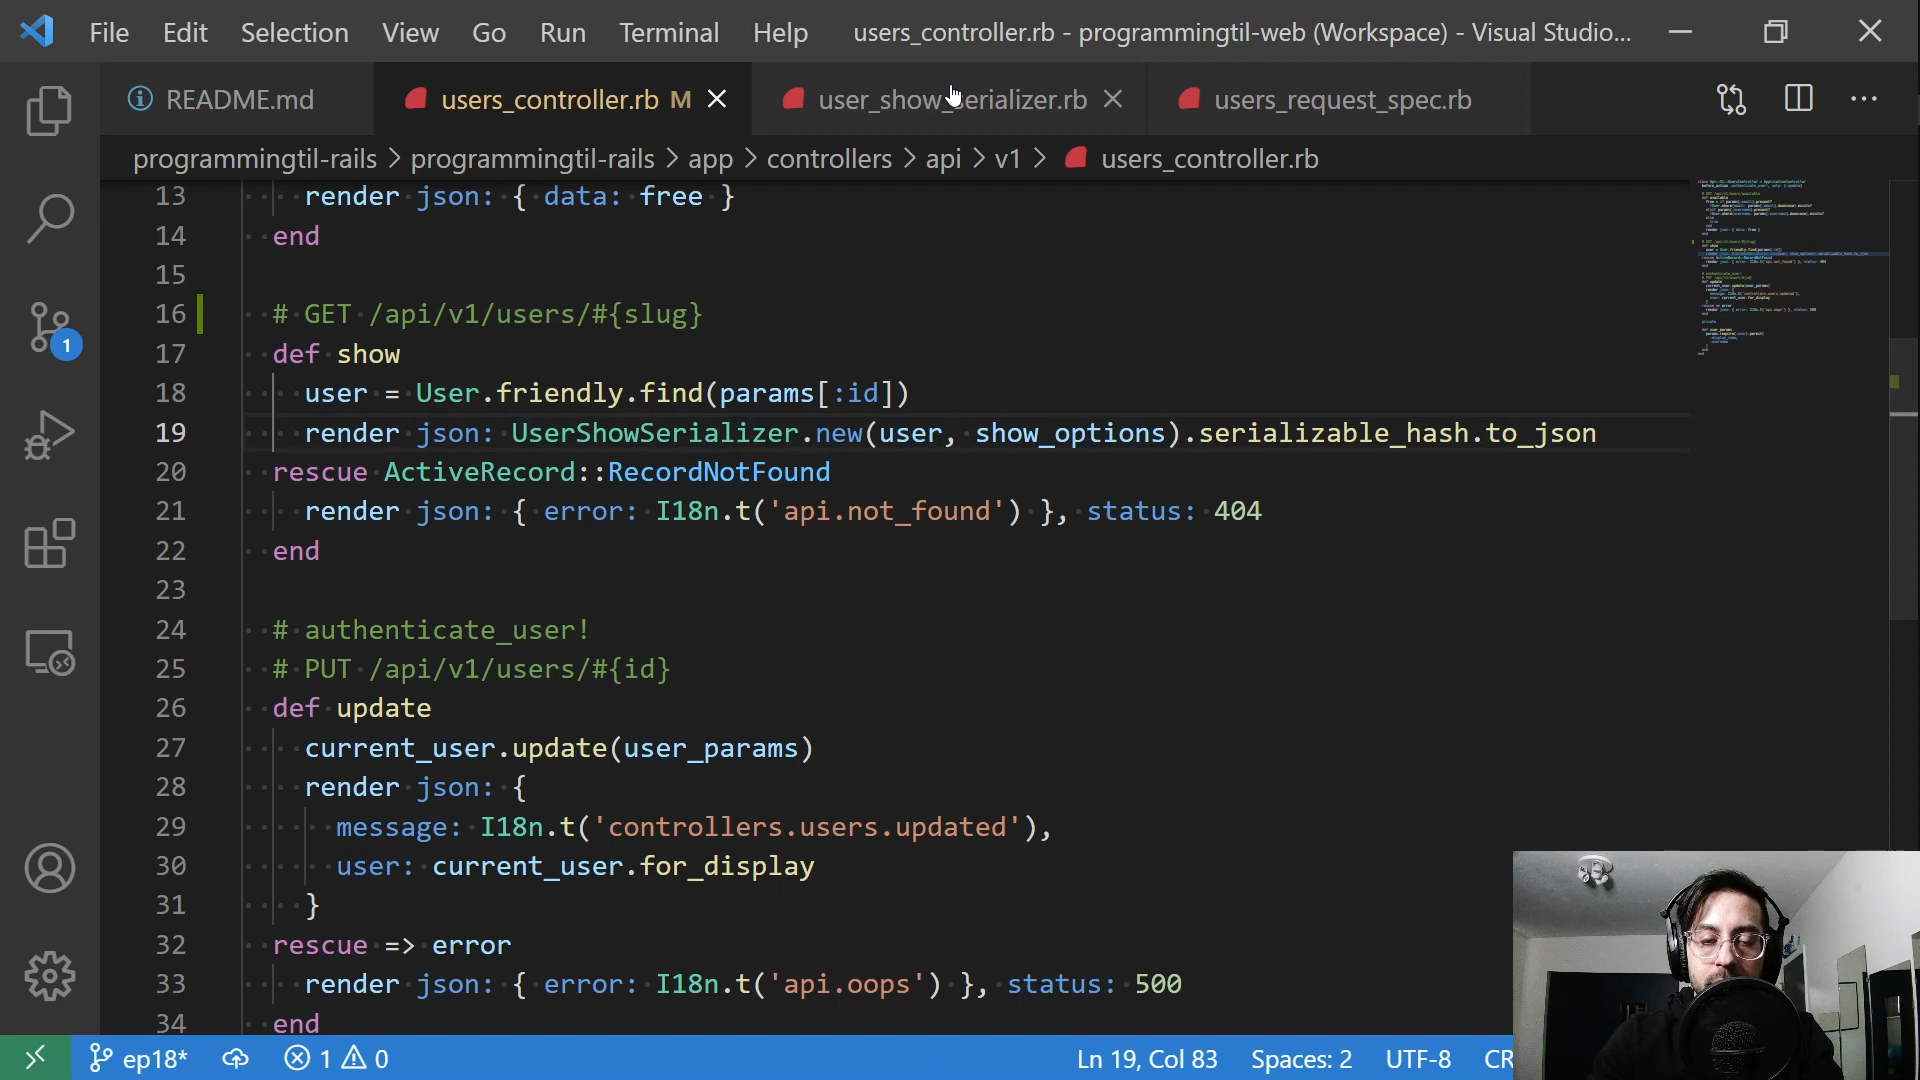 File Edit Selection View Go Run Terminal Help users_controller.rb - programmingtil-web (Workspace) - Visual Studio...
README.md users_controller.rb M user_show_serializer.rb users_request_spec.rb
programmingtil-rails > programmingtil-rails > app > controllers > api > v1 > users_controller.rb
13 render json: { data: free }
14 end
15
16 # GET /api/v1/users/#{slug}
17 def show
18 user = User.friendly.find(params[:id])
19 render json: UserShowSerializer.new(user, show_options).serializable_hash.to_json
20 rescue ActiveRecord::RecordNotFound
21 render json: { error: I18n.t('api.not_found') }, status: 404
22 end
23
24 # authenticate_user!
25 # PUT /api/v1/users/#{id}
26 def update
27 current_user.update(user_params)
28 render json: {
29 message: I18n.t('controllers.users.updated'),
30 user: current_user.for_display
31 }
32 rescue => error
33 render json: { error: I18n.t('api.oops') }, status: 500
34 end
1
ep18* 1 0 Ln 19, Col 83 Spaces: 2 UTF-8 CR